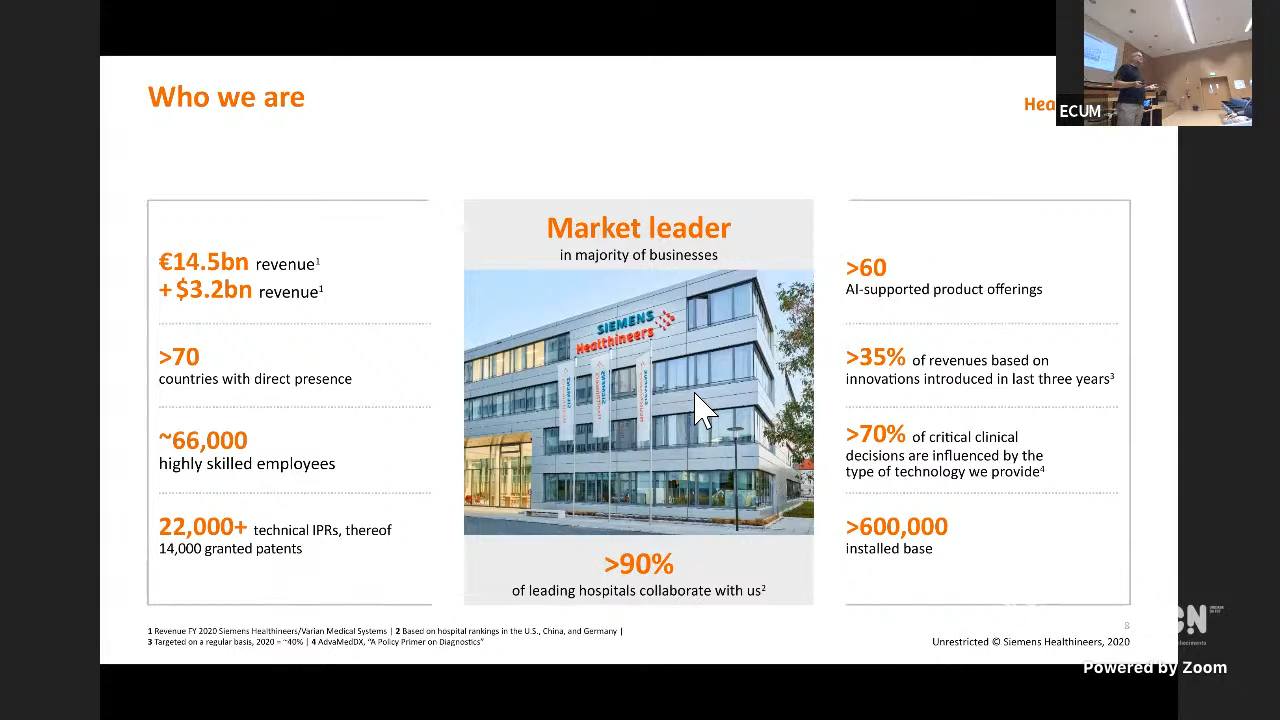 Who we are
ECUM
€14.5bn revenue¹
+ $3.2bn revenue¹
>70
countries with direct presence
~66,000
highly skilled employees
22,000+ technical IPRs, thereof
14,000 granted patents
Market leader
in majority of businesses
SIEMENS
Healthineers
>90%
of leading hospitals collaborate with us²
>60
AI-supported product offerings
>35% of revenues based on
innovations introduced in last three years³
>70% of critical clinical
decisions are influenced by the
type of technology we provide⁴
>600,000
installed base
1 Revenue FY 2020 Siemens Healthineers/Varian Medical Systems | 2 Based on hospital rankings in the U.S., China, and Germany |
3 Targeted on a regular basis, 2020 = ~40% | 4 AdvaMedDX, "A Policy Primer on Diagnostics"
8
Unrestricted © Siemens Healthineers, 2020
Powered by Zoom